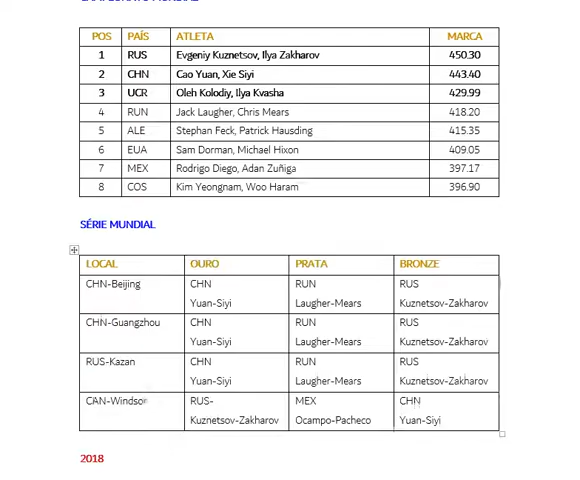 POS PAÍS ATLETA MARCA
1 RUS Evgeniy Kuznetsov, Ilya Zakharov 450.30
2 CHN Cao Yuan, Xie Siyi 443.40
3 UCR Oleh Kolodiy, Ilya Kvasha 429.99
4 RUN Jack Laugher, Chris Mears 418.20
5 ALE Stephan Feck, Patrick Hausding 415.35
6 EUA Sam Dorman, Michael Hixon 409.05
7 MEX Rodrigo Diego, Adan Zuñiga 397.17
8 COS Kim Yeongnam, Woo Haram 396.90
SÉRIE MUNDIAL
LOCAL OURO PRATA BRONZE
CHN-Beijing CHN RUN RUS
Yuan-Siyi Laugher-Mears Kuznetsov-Zakharov
CHN-Guangzhou CHN RUN RUS
Yuan-Siyi Laugher-Mears Kuznetsov-Zakharov
RUS-Kazan CHN RUN RUS
Yuan-Siyi Laugher-Mears Kuznetsov-Zakharov
CAN-Windsor RUS- MEX CHN
Kuznetsov-Zakharov Ocampo-Pacheco Yuan-Siyi
2018